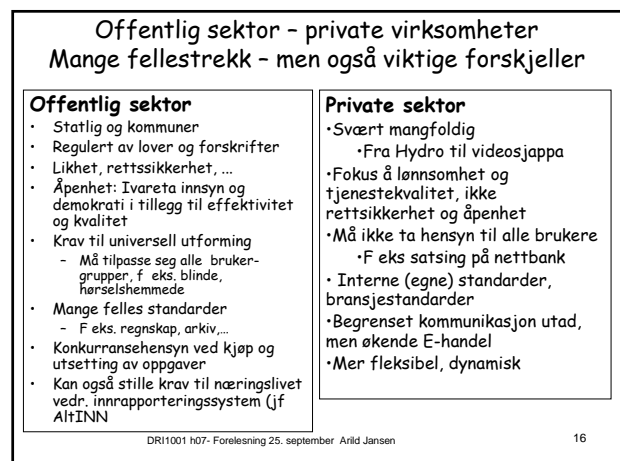 Offentlig sektor – private virksomheter
Mange fellestrekk – men også viktige forskjeller
Offentlig sektor
• Statlig og kommuner
• Regulert av lover og forskrifter
• Likhet, rettssikkerhet, ...
• Åpenhet: Ivareta innsyn og
demokrati i tillegg til effektivitet
og kvalitet
• Krav til universell utforming
– Må tilpasse seg alle bruker-
grupper, f eks. blinde,
hørselshemmede
• Mange felles standarder
– F eks. regnskap, arkiv,...
• Konkurransehensyn ved kjøp og
utsetting av oppgaver
• Kan også stille krav til næringslivet
vedr. innrapporteringssystem (jf
AltINN
Private sektor
•Svært mangfoldig
•Fra Hydro til videosjappa
•Fokus å lønnsomhet og
tjenestekvalitet, ikke
rettsikkerhet og åpenhet
•Må ikke ta hensyn til alle brukere
•F eks satsing på nettbank
• Interne (egne) standarder,
bransjestandarder
•Begrenset kommunikasjon utad,
men økende E-handel
•Mer fleksibel, dynamisk
DRI1001 h07- Forelesning 25. september Arild Jansen
16